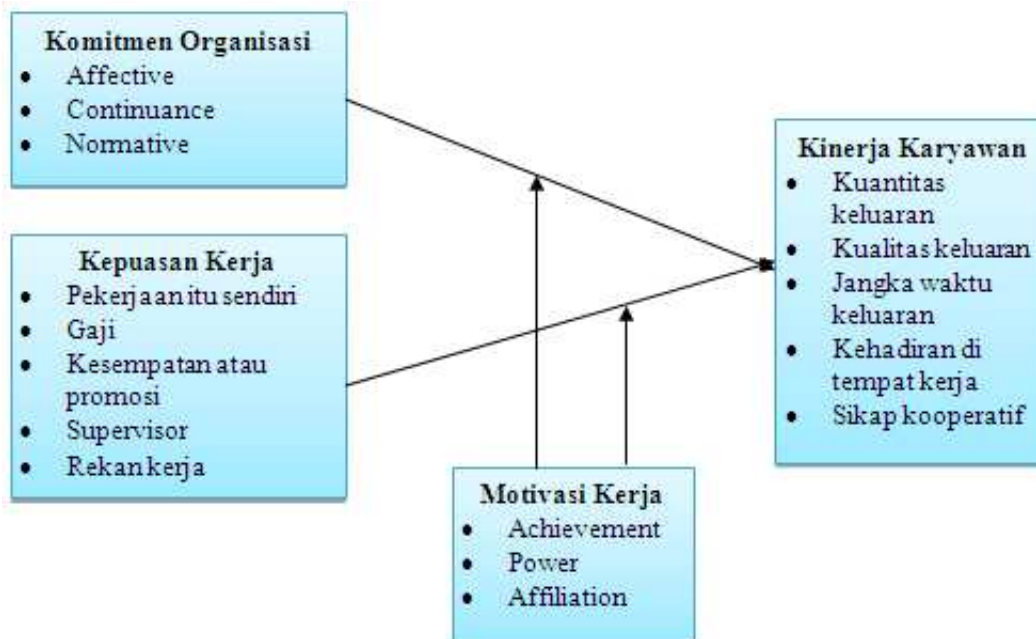 Komitmen Organisasi
• Affective
• Continuance
• Normative
Kepuasan Kerja
• Pekerjaan itu sendiri
• Gaji
• Kesempatan atau
promosi
• Supervisor
• Rekan kerja
Motivasi Kerja
• Achievement
• Power
• Affiliation
Kinerja Karyawan
• Kuantitas
keluaran
• Kualitas keluaran
• Jangka waktu
keluaran
• Kehadiran di
tempat kerja
• Sikap kooperatif